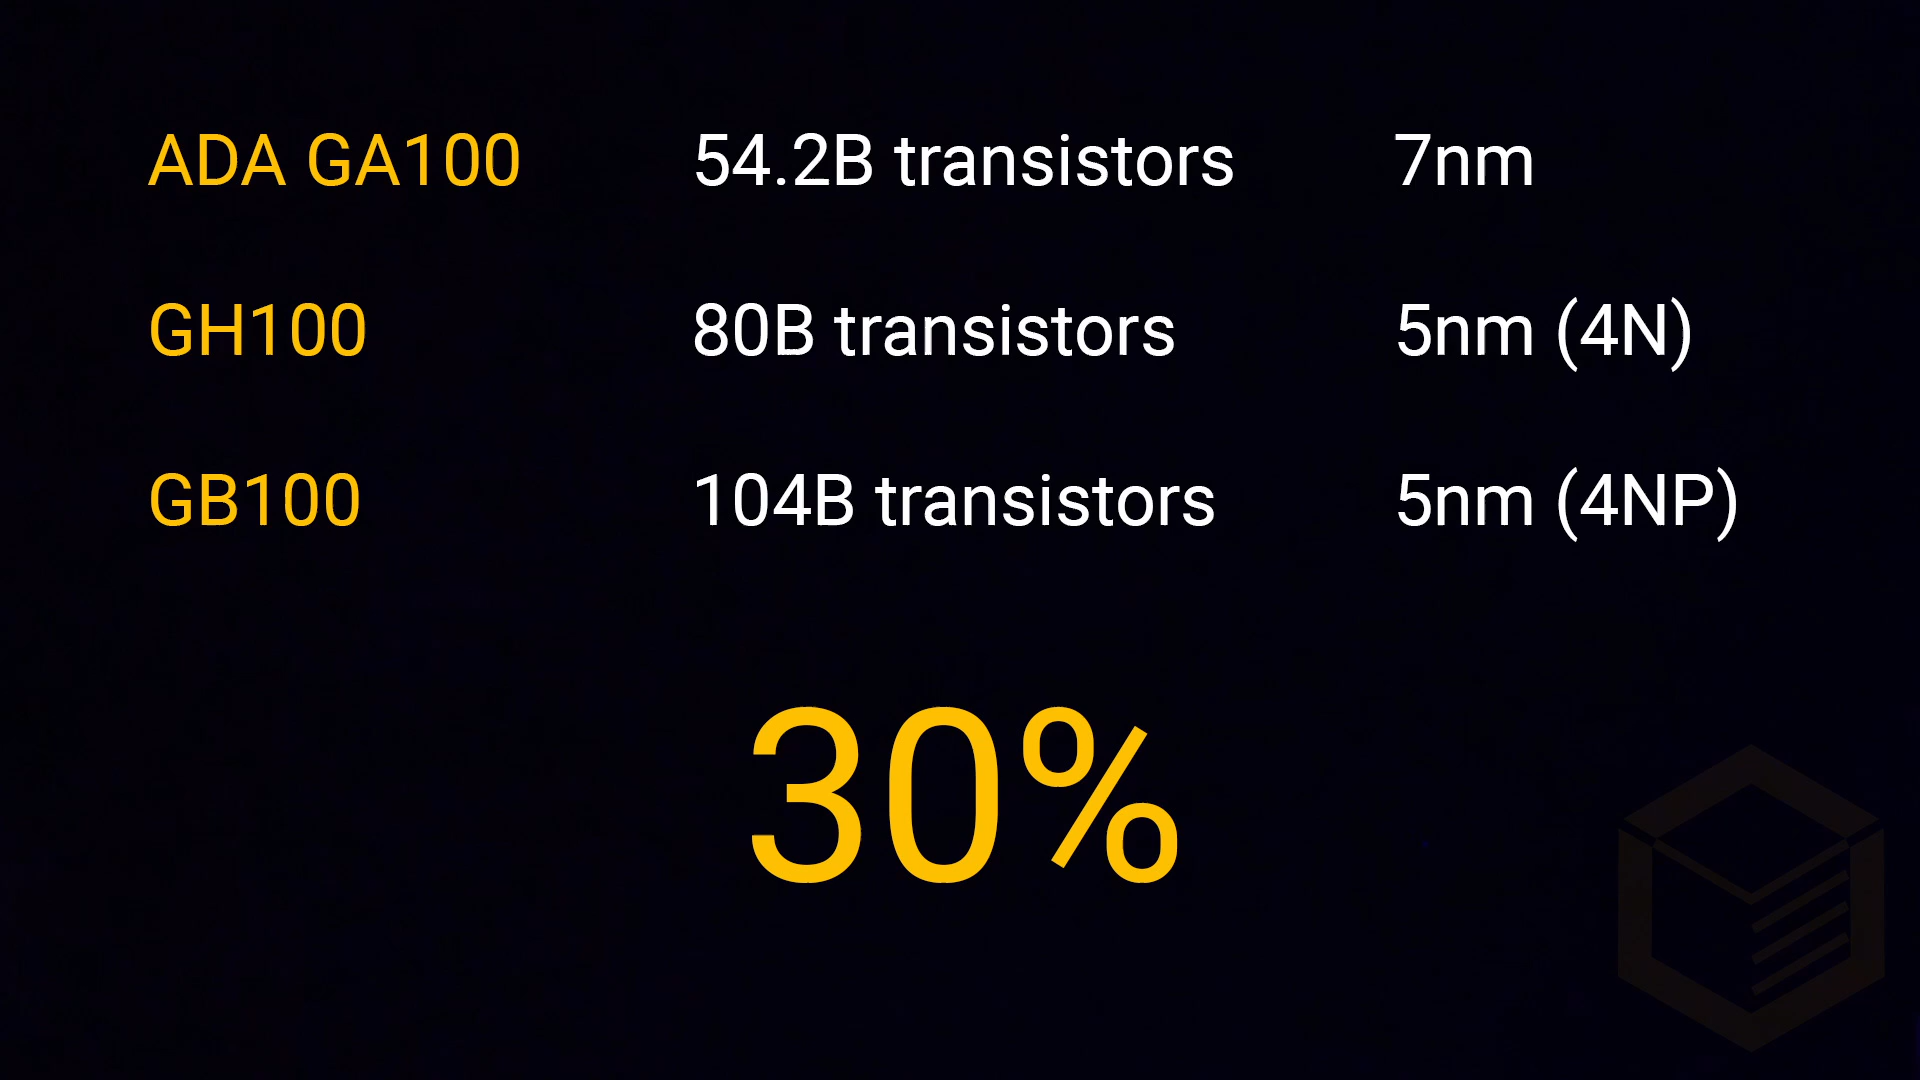 ADA GA100 54.2B transistors 7nm
GH100 80B transistors 5nm (4N)
GB100 104B transistors 5nm (4NP)
30%